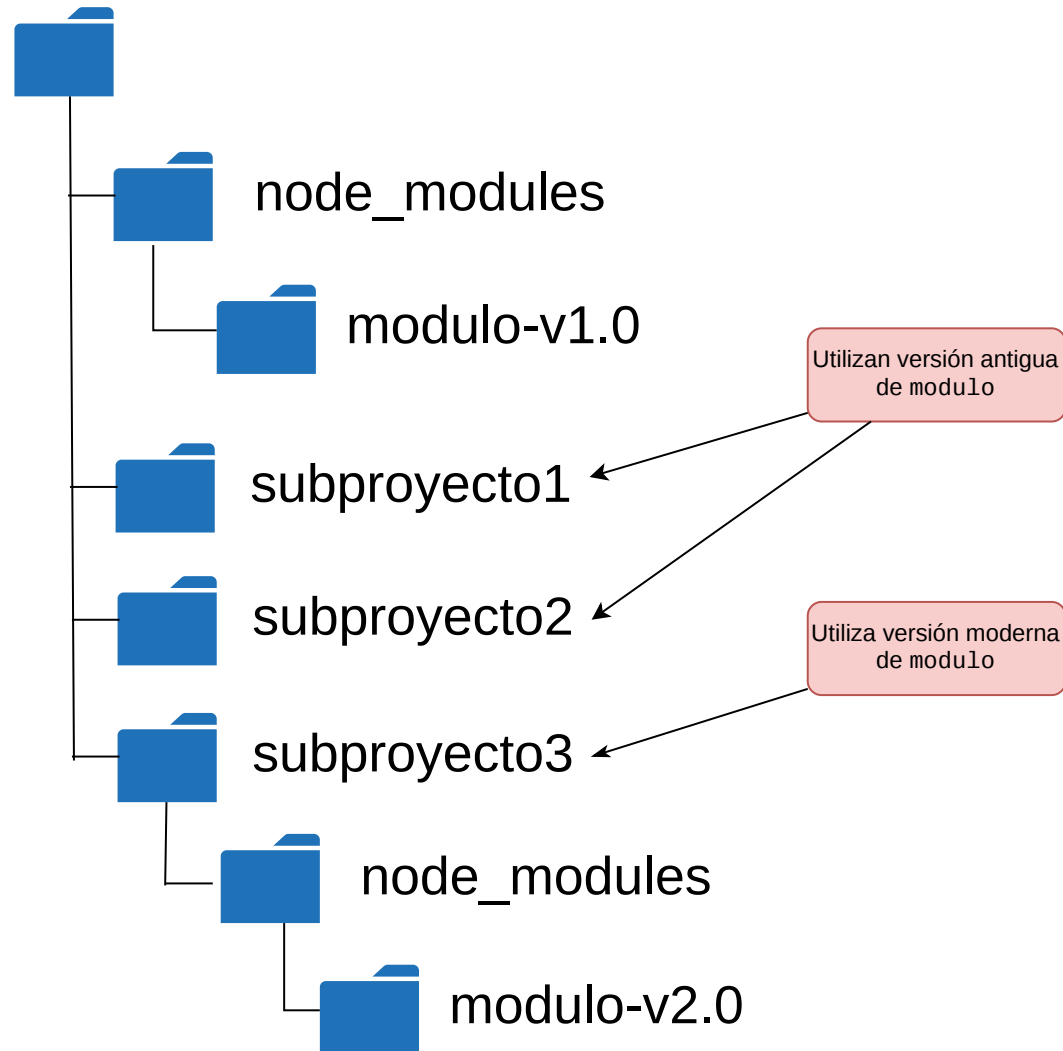 node_modules
modulo-v1.0
Utilizan versión antigua
de modulo
subproyecto1
subproyecto2
Utiliza versión moderna
de modulo
subproyecto3
node_modules
modulo-v2.0